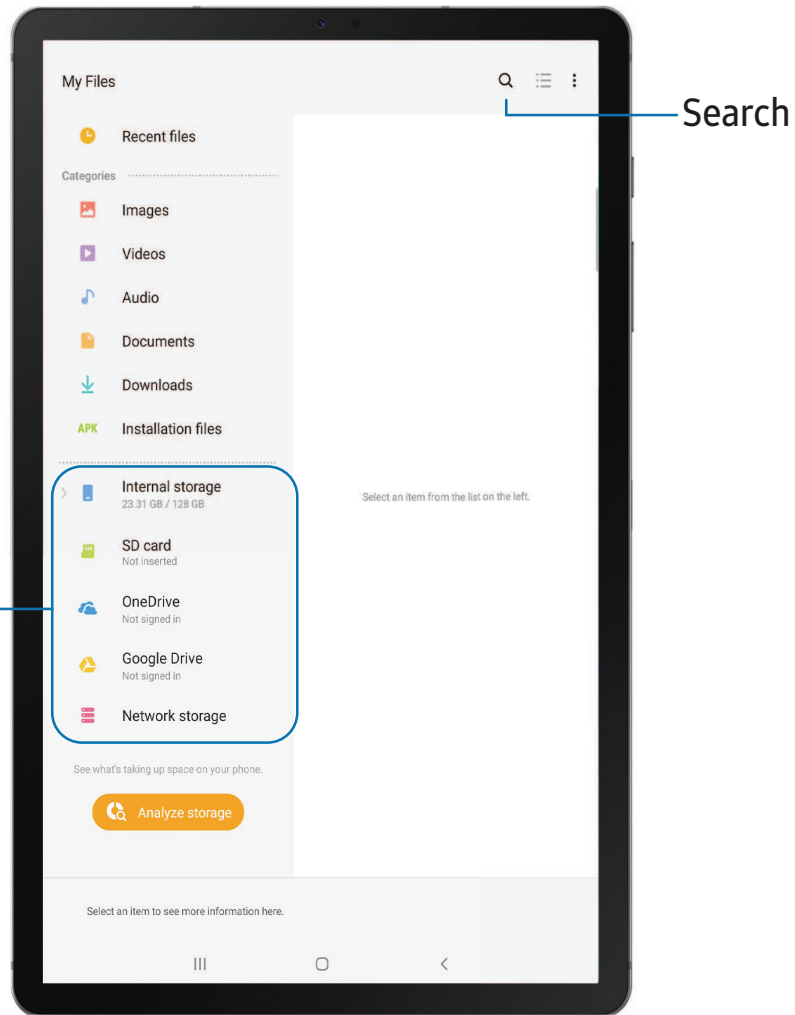 My Files
Search
Recent files
Categories
Images
Videos
Audio
Documents
Downloads
APK Installation files
Internal storage
23.31 GB / 128 GB
Select an item from the list on the left.
SD card
Not inserted
OneDrive
Not signed in
Google Drive
Not signed in
Network storage
See what's taking up space on your phone.
Analyze storage
Select an item to see more information here.